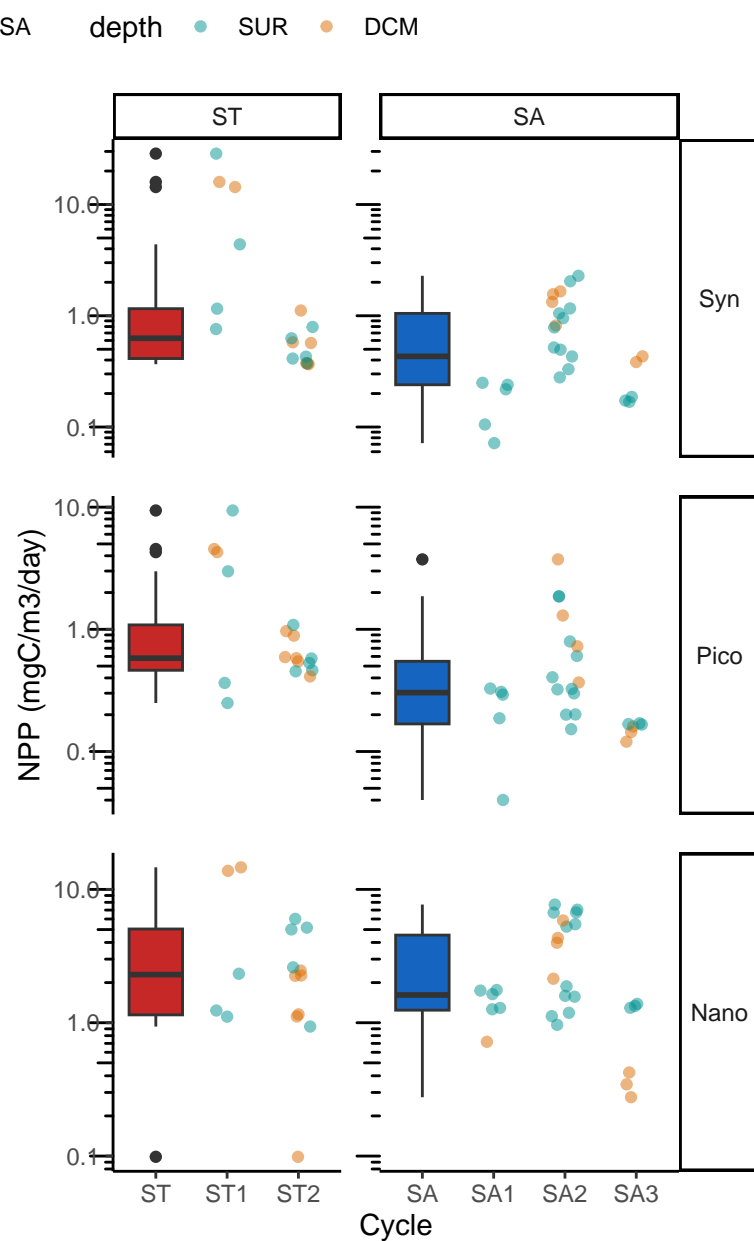 SA depth SUR DCM
ST SA
10.0
1.0
0.1
Syn
10.0
1.0
0.1
Pico
10.0
1.0
0.1
Nano
NPP (mgC/m3/day)
ST ST1 ST2 SA SA1 SA2 SA3
Cycle